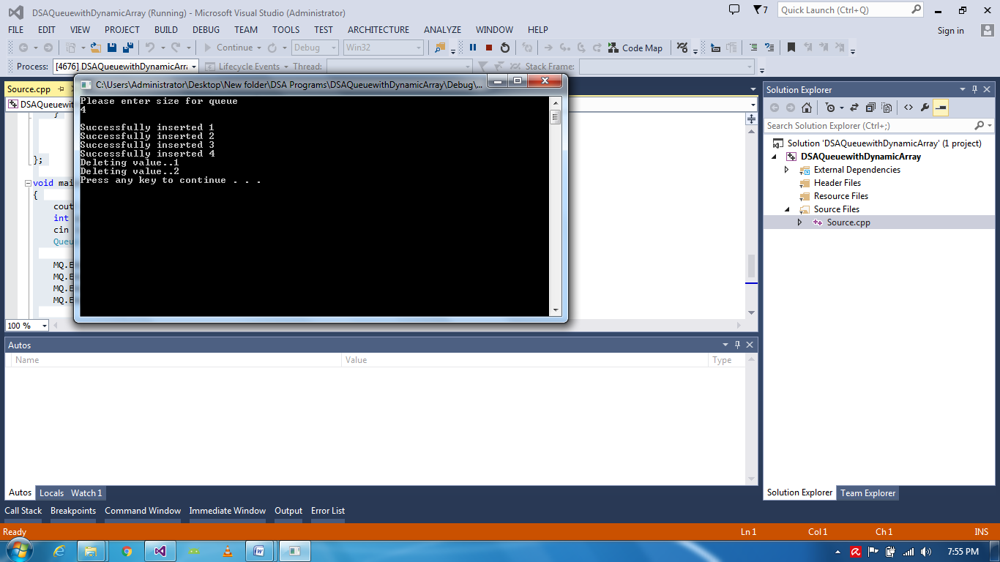 DSAQueuewithDynamicArray (Running) - Microsoft Visual Studio (Administrator)
7
Quick Launch (Ctrl+Q)
FILE EDIT VIEW PROJECT BUILD DEBUG TEAM TOOLS TEST ARCHITECTURE ANALYZE WINDOW HELP
Sign in
Continue Debug Win32 Code Map
Process: [4676] DSAQueuewithDynamicArr Lifecycle Events Thread: Stack Frame:
Source.cpp
DSAQueuewith
}
};
void mai
{
cout
int
cin
Queu
MQ.E
MQ.E
MQ.E
MQ.E
100 %
C:\Users\Administrator\Desktop\New folder\DSA Programs\DSAQueuewithDynamicArray\Debug\...
Please enter size for queue
4
Successfully inserted 1
Successfully inserted 2
Successfully inserted 3
Successfully inserted 4
Deleting value..1
Deleting value..2
Press any key to continue . . .
Solution Explorer
Search Solution Explorer (Ctrl+;)
Solution 'DSAQueuewithDynamicArray' (1 project)
DSAQueuewithDynamicArray
External Dependencies
Header Files
Resource Files
Source Files
Source.cpp
Autos
Name Value Type
Autos Locals Watch 1
Solution Explorer Team Explorer
Call Stack Breakpoints Command Window Immediate Window Output Error List
Ready Ln 1 Col 1 Ch 1 INS
7:55 PM